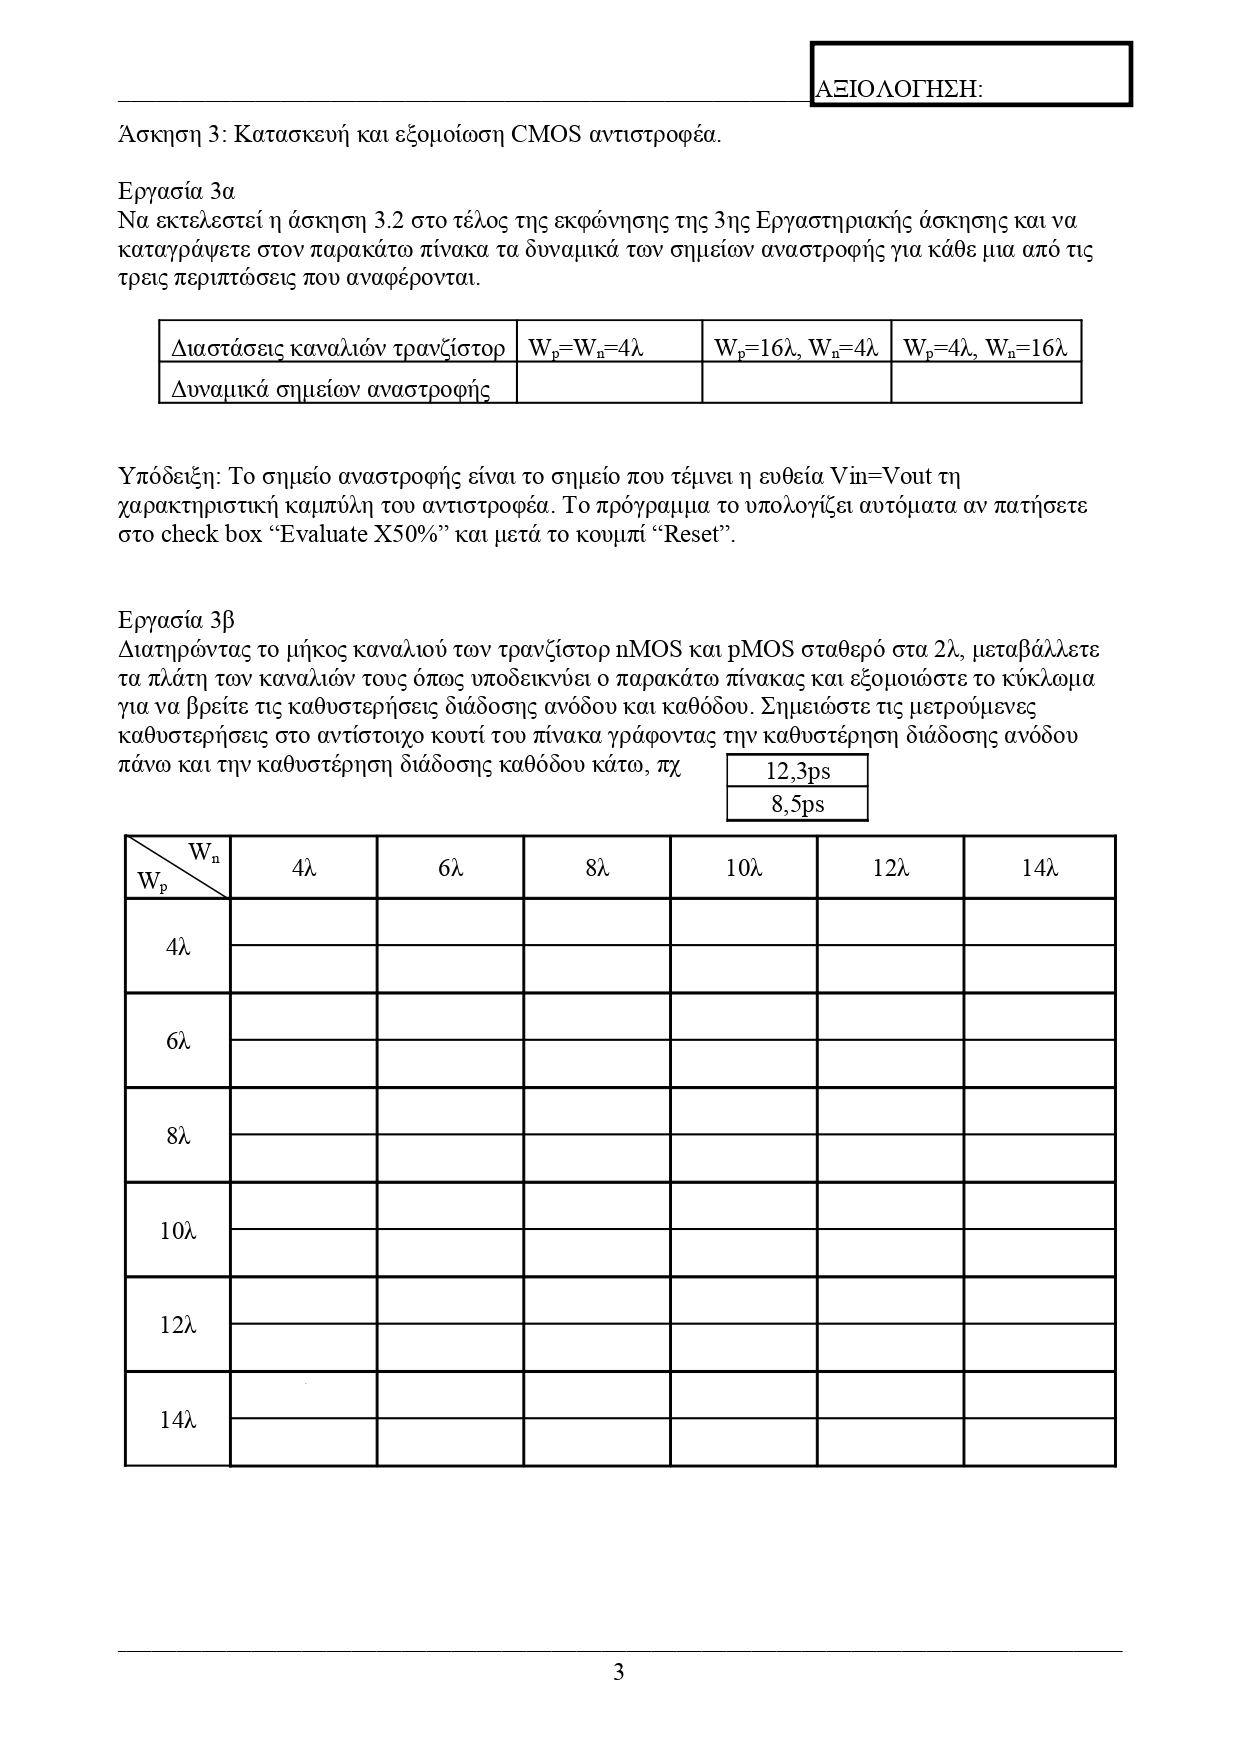 ΑΞΙΟΛΟΓΗΣΗ:
Άσκηση 3: Κατασκευή και εξομοίωση CMOS αντιστροφέα.
Εργασία 3α
Να εκτελεστεί η άσκηση 3.2 στο τέλος της εκφώνησης της 3ης Εργαστηριακής άσκησης και να
καταγράψετε στον παρακάτω πίνακα τα δυναμικά των σημείων αναστροφής για κάθε μια από τις
τρεις περιπτώσεις που αναφέρονται.
Διαστάσεις καναλιών τρανζίστορ Wp=Wn=4λ Wp=16λ, Wn=4λ Wp=4λ, Wn=16λ
Δυναμικά σημείων αναστροφής
Υπόδειξη: Το σημείο αναστροφής είναι το σημείο που τέμνει η ευθεία Vin=Vout τη
χαρακτηριστική καμπύλη του αντιστροφέα. Το πρόγραμμα το υπολογίζει αυτόματα αν πατήσετε
στο check box “Evaluate X50%” και μετά το κουμπί “Reset”.
Εργασία 3β
Διατηρώντας το μήκος καναλιού των τρανζίστορ nMOS και pMOS σταθερό στα 2λ, μεταβάλλετε
τα πλάτη των καναλιών τους όπως υποδεικνύει ο παρακάτω πίνακας και εξομοιώστε το κύκλωμα
για να βρείτε τις καθυστερήσεις διάδοσης ανόδου και καθόδου. Σημειώστε τις μετρούμενες
καθυστερήσεις στο αντίστοιχο κουτί του πίνακα γράφοντας την καθυστέρηση διάδοσης ανόδου
πάνω και την καθυστέρηση διάδοσης καθόδου κάτω, πχ
12,3ps
8,5ps
Wn
Wp
4λ 6λ 8λ 10λ 12λ 14λ
4λ
6λ
8λ
10λ
12λ
14λ
3